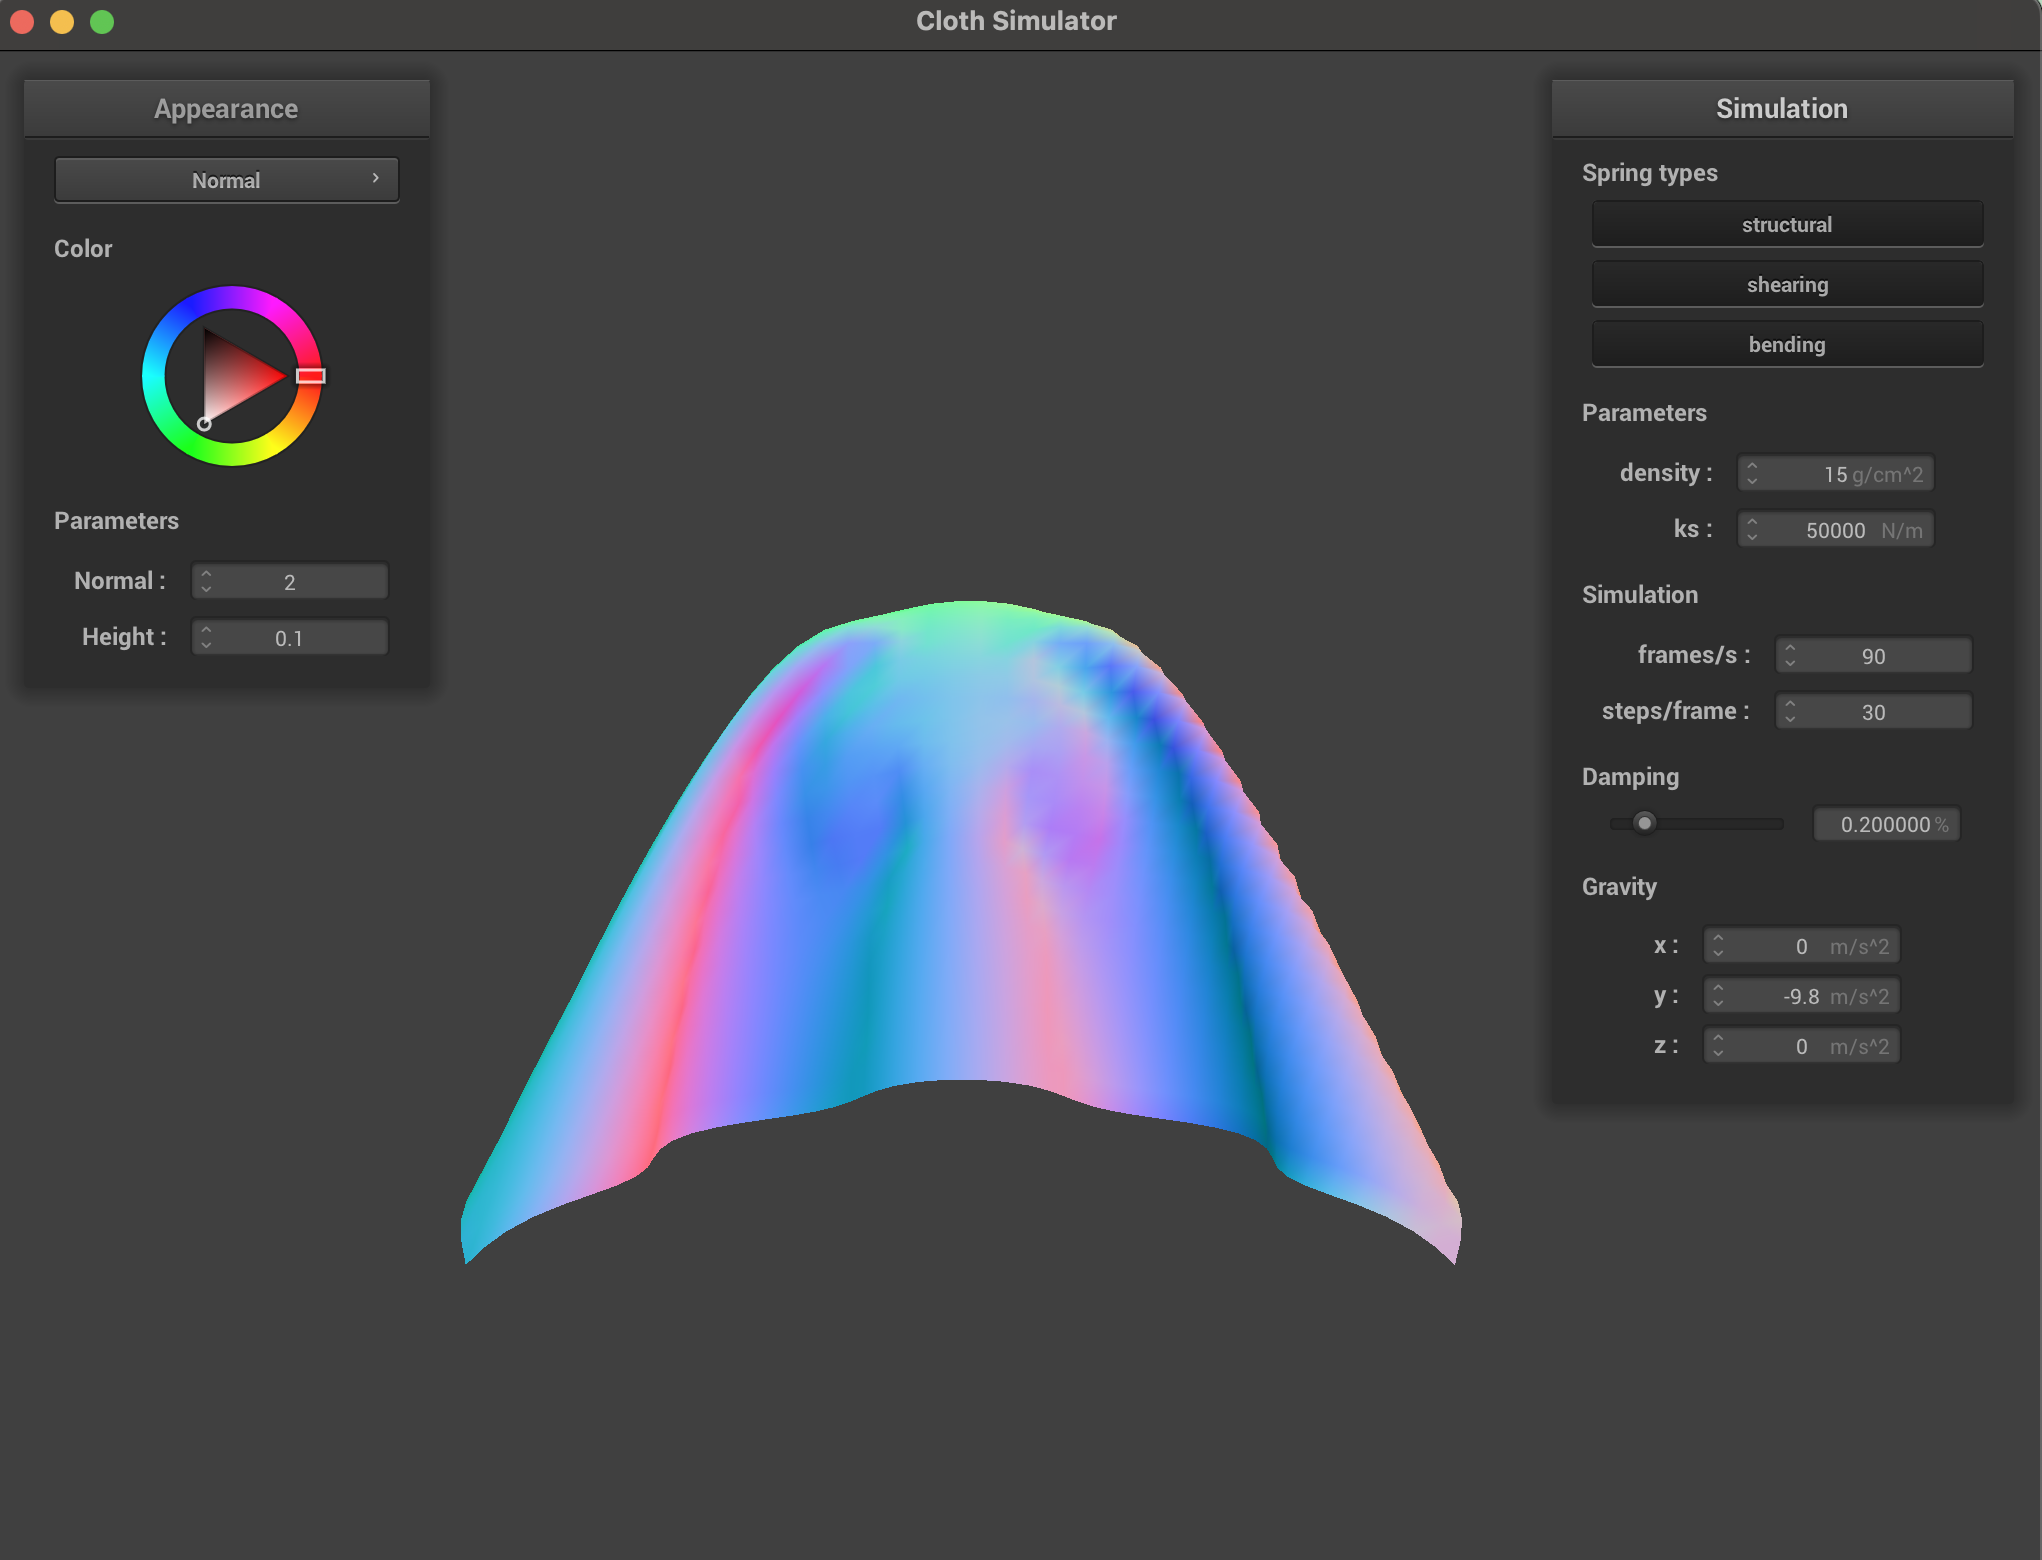 Cloth Simulator
Appearance
Normal
Color
Parameters
Normal : 2
Height : 0.1
Simulation
Spring types
structural
shearing
bending
Parameters
density : 15 g/cm^2
ks : 50000 N/m
Simulation
frames/s : 90
steps/frame : 30
Damping
0.200000 %
Gravity
x : 0 m/s^2
y : -9.8 m/s^2
z : 0 m/s^2